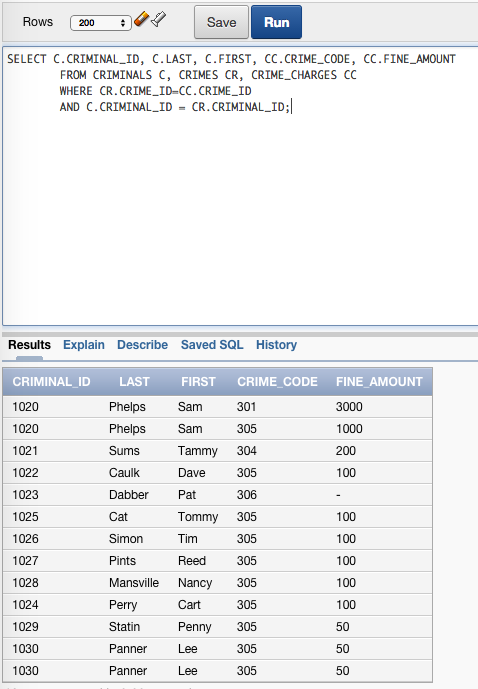 Rows 200 Save Run
SELECT C.CRIMINAL_ID, C.LAST, C.FIRST, CC.CRIME_CODE, CC.FINE_AMOUNT
FROM CRIMINALS C, CRIMES CR, CRIME_CHARGES CC
WHERE CR.CRIME_ID=CC.CRIME_ID
AND C.CRIMINAL_ID = CR.CRIMINAL_ID;
Results Explain Describe Saved SQL History
CRIMINAL_ID LAST FIRST CRIME_CODE FINE_AMOUNT
1020 Phelps Sam 301 3000
1020 Phelps Sam 305 1000
1021 Sums Tammy 304 200
1022 Caulk Dave 305 100
1023 Dabber Pat 306 -
1025 Cat Tommy 305 100
1026 Simon Tim 305 100
1027 Pints Reed 305 100
1028 Mansville Nancy 305 100
1024 Perry Cart 305 100
1029 Statin Penny 305 50
1030 Panner Lee 305 50
1030 Panner Lee 305 50